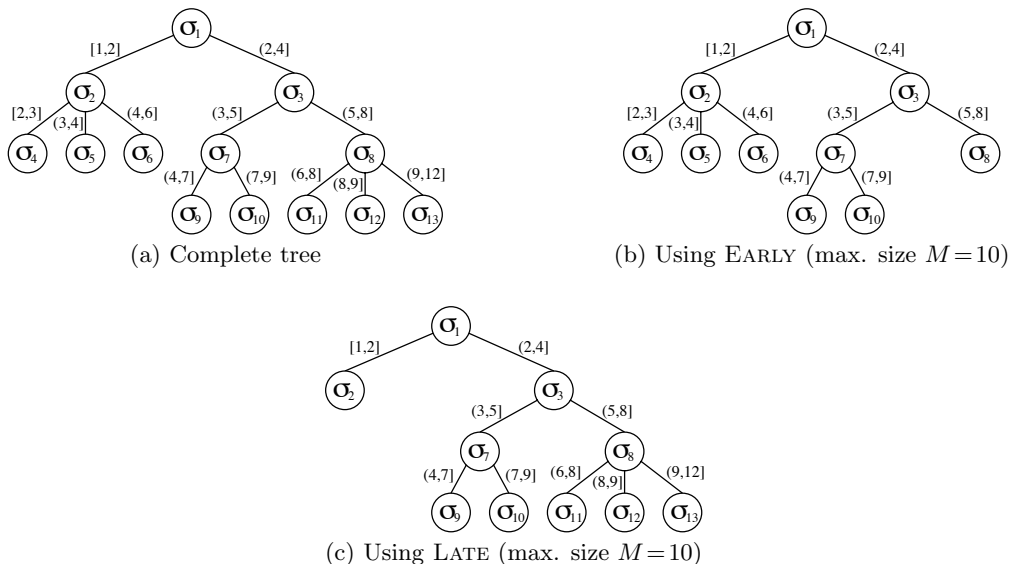 σ1
[1,2]
(2,4]
σ2
σ3
[2,3]
(3,4]
(4,6]
(3,5]
(5,8]
σ4
σ5
σ6
σ7
σ8
(4,7]
(7,9]
(6,8]
(8,9]
(9,12]
σ9
σ10
σ11
σ12
σ13
(a) Complete tree
σ1
[1,2]
(2,4]
σ2
σ3
[2,3]
(3,4]
(4,6]
(3,5]
(5,8]
σ4
σ5
σ6
σ7
σ8
(4,7]
(7,9]
σ9
σ10
(b) Using EARLY (max. size M = 10)
σ1
[1,2]
(2,4]
σ2
σ3
(3,5]
(5,8]
σ7
σ8
(4,7]
(7,9]
(6,8]
(8,9]
(9,12]
σ9
σ10
σ11
σ12
σ13
(c) Using LATE (max. size M = 10)